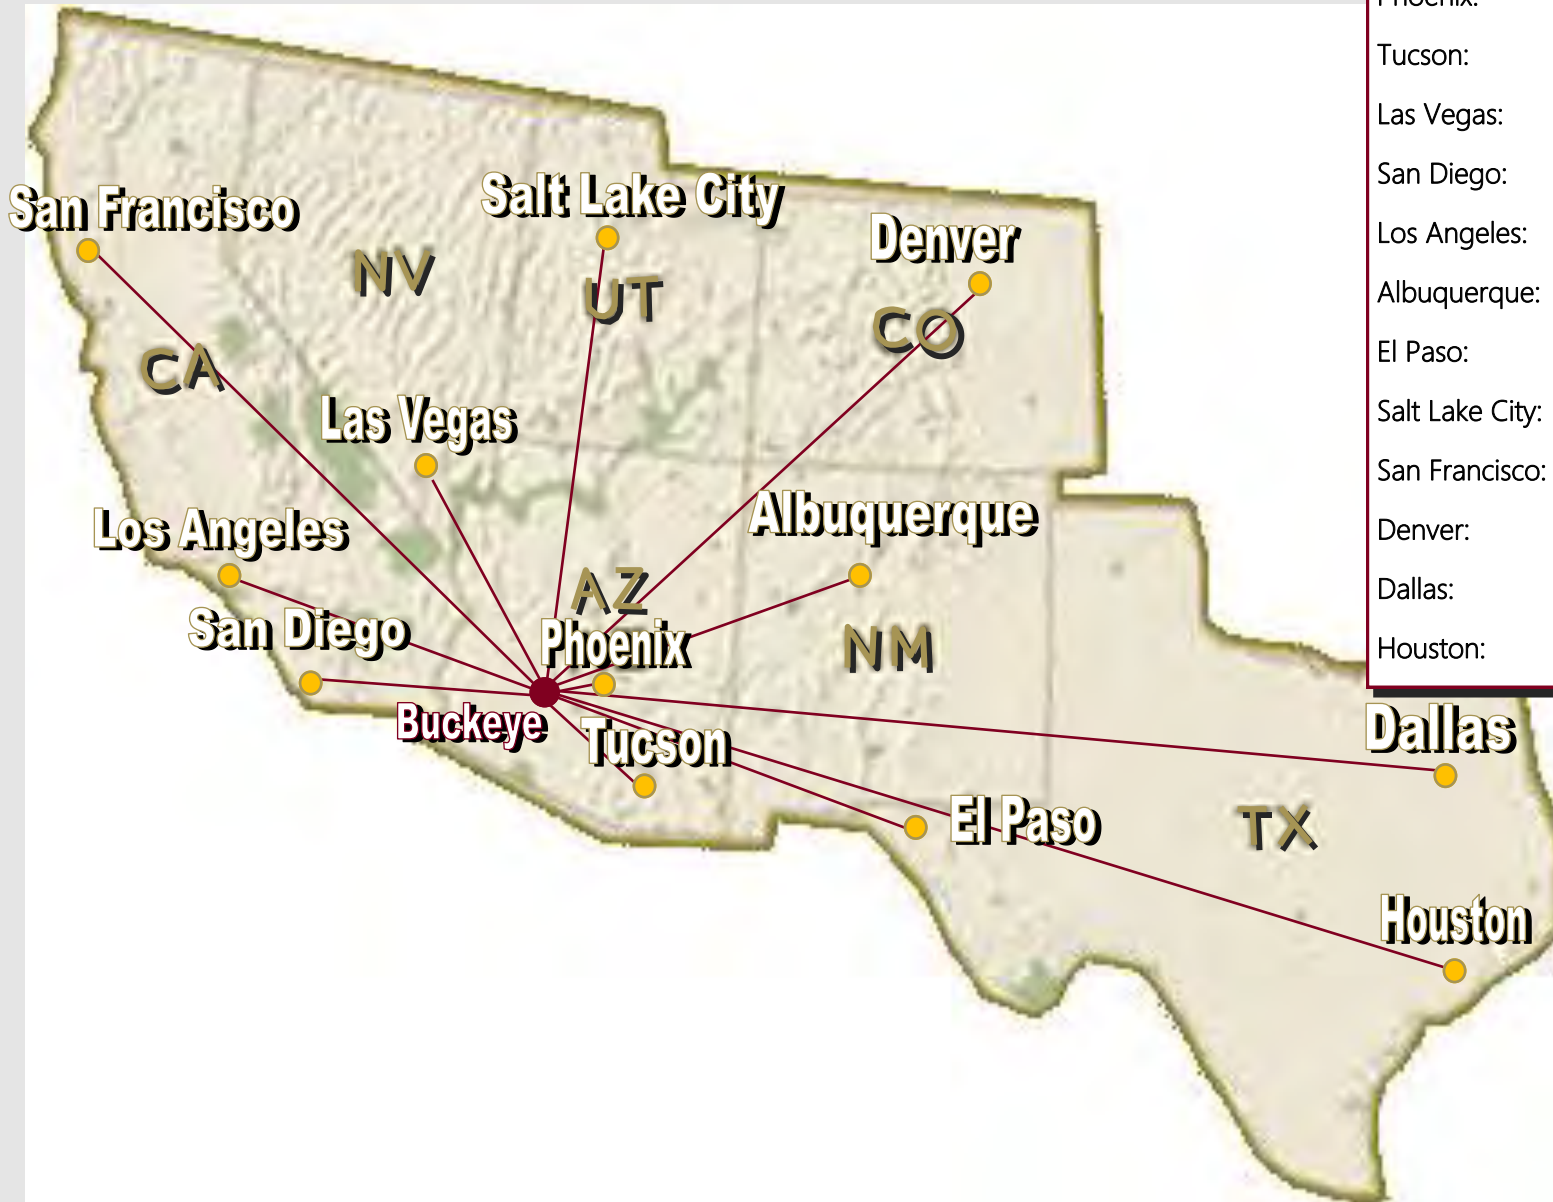 Phoenix:
Tucson:
Las Vegas:
San Diego:
Los Angeles:
Albuquerque:
El Paso:
Salt Lake City:
San Francisco:
Denver:
Dallas:
Houston:
San Francisco
Salt Lake City
Denver
NV
UT
CO
CA
Las Vegas
Albuquerque
Los Angeles
AZ
San Diego
Phoenix
NM
Buckeye
Tucson
Dallas
El Paso
TX
Houston